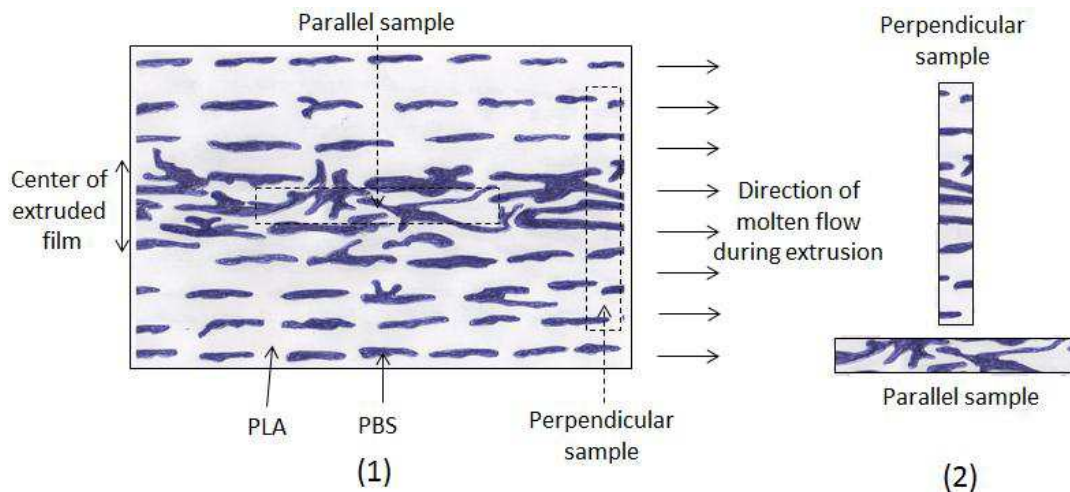 Parallel sample
Perpendicular
sample
Center of
extruded
film
Direction of
molten flow
during extrusion
PLA
PBS
Perpendicular
sample
Parallel sample
(1)
(2)